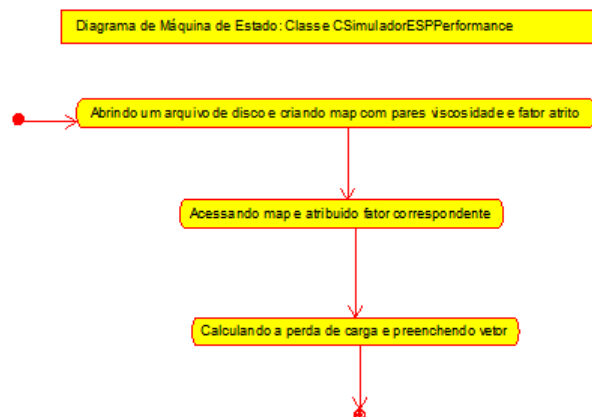 Diagrama de Máquina de Estado: Classe CSimuladorESPPerformance
Abrindo um arquivo de disco e criando map com pares viscosidade e fator atrito
Acessando map e atribuido fator correspondente
Calculando a perda de carga e preenchendo vetor